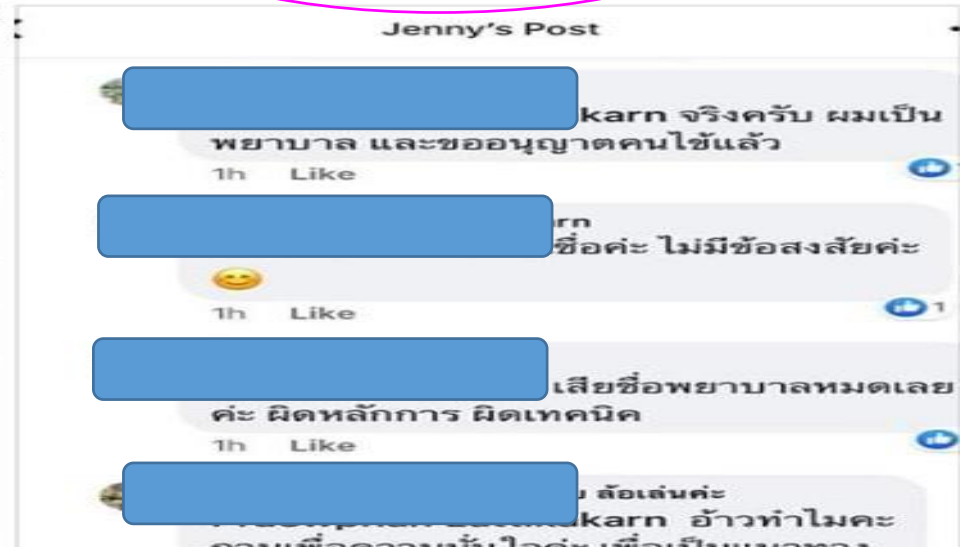 Jenny's Post
karn จริงครับ ผมเป็น
พยาบาล และขออนุญาตคนไข้แล้ว
1h Like
ชื่อค่ะ ไม่มีข้อสงสัยค่ะ
😊
1h Like
1
เสียชื่อพยาบาลหมดเลย
ค่ะ ผิดหลักการ ผิดเทคนิค
1h Like
ล้อเล่นค่ะ
karn อ้าวทำไมคะ